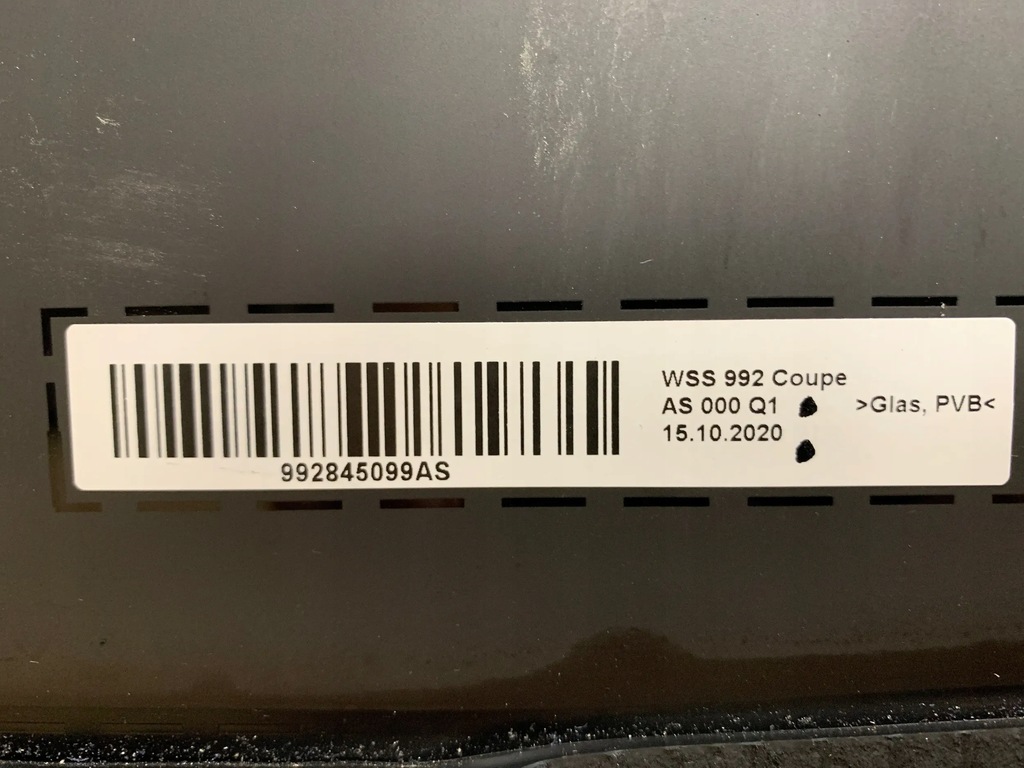 992845099AS
WSS 992 Coupe
AS 000 Q1
15.10.2020
>Glas, PVB<